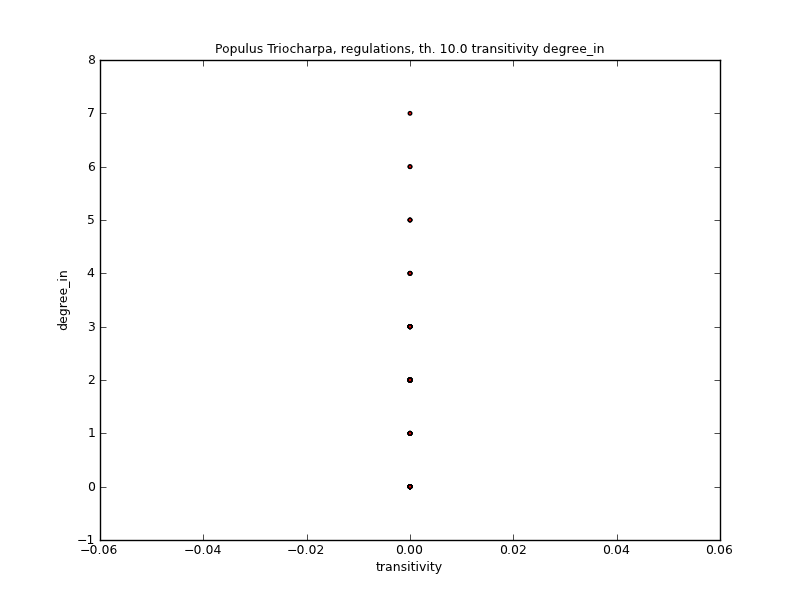 Populus Triocharpa, regulations, th. 10.0 transitivity degree_in
8
7
6
5
4
3
2
1
0
−1
degree_in
−0.06 −0.04 −0.02 0.00 0.02 0.04 0.06
transitivity